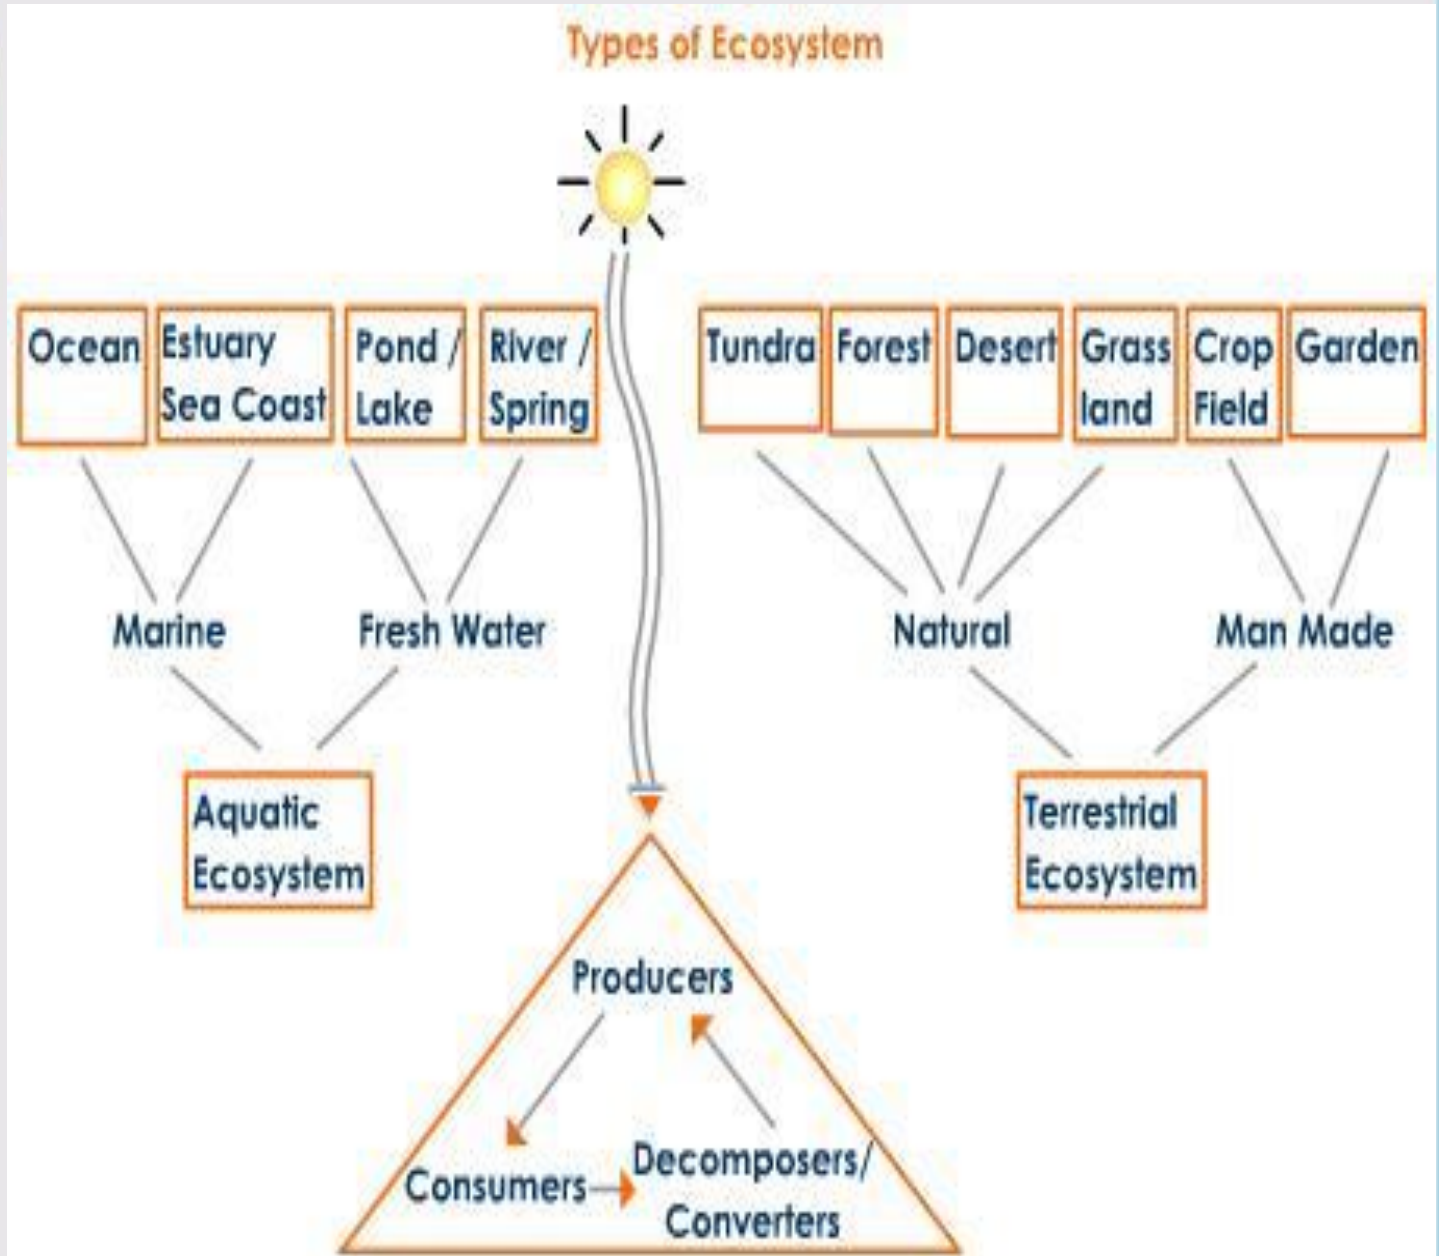 Types of Ecosystem
Ocean
Estuary
Sea Coast
Pond /
Lake
River /
Spring
Tundra
Forest
Desert
Grass
land
Crop
Field
Garden
Marine
Fresh Water
Natural
Man Made
Aquatic
Ecosystem
Terrestrial
Ecosystem
Producers
Consumers
Decomposers/
Converters